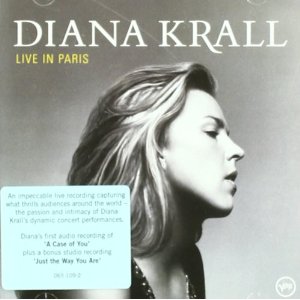 DIANA KRALL
LIVE IN PARIS
An impeccable live recording capturing
what thrills audiences around the world –
the passion and intimacy of Diana
Krall's dynamic concert performances.
Diana's first audio recording of
"A Case of You"
plus a bonus studio recording
"Just the Way You Are"